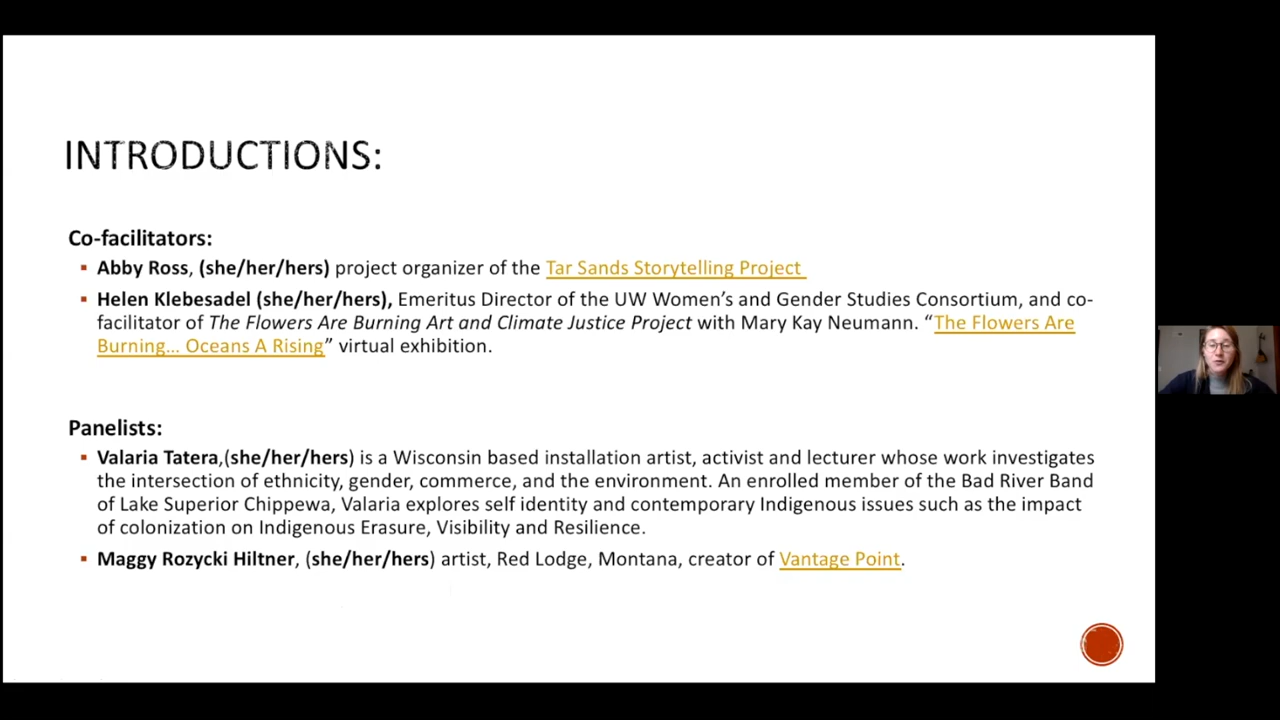 INTRODUCTIONS:
Co-facilitators:
▪ Abby Ross, (she/her/hers) project organizer of the Tar Sands Storytelling Project
▪ Helen Klebesadel (she/her/hers), Emeritus Director of the UW Women’s and Gender Studies Consortium, and co-
facilitator of The Flowers Are Burning Art and Climate Justice Project with Mary Kay Neumann. “The Flowers Are
Burning... Oceans A Rising” virtual exhibition.
Panelists:
▪ Valaria Tatera,(she/her/hers) is a Wisconsin based installation artist, activist and lecturer whose work investigates
the intersection of ethnicity, gender, commerce, and the environment. An enrolled member of the Bad River Band
of Lake Superior Chippewa, Valaria explores self identity and contemporary Indigenous issues such as the impact
of colonization on Indigenous Erasure, Visibility and Resilience.
▪ Maggy Rozycki Hiltner, (she/her/hers) artist, Red Lodge, Montana, creator of Vantage Point.